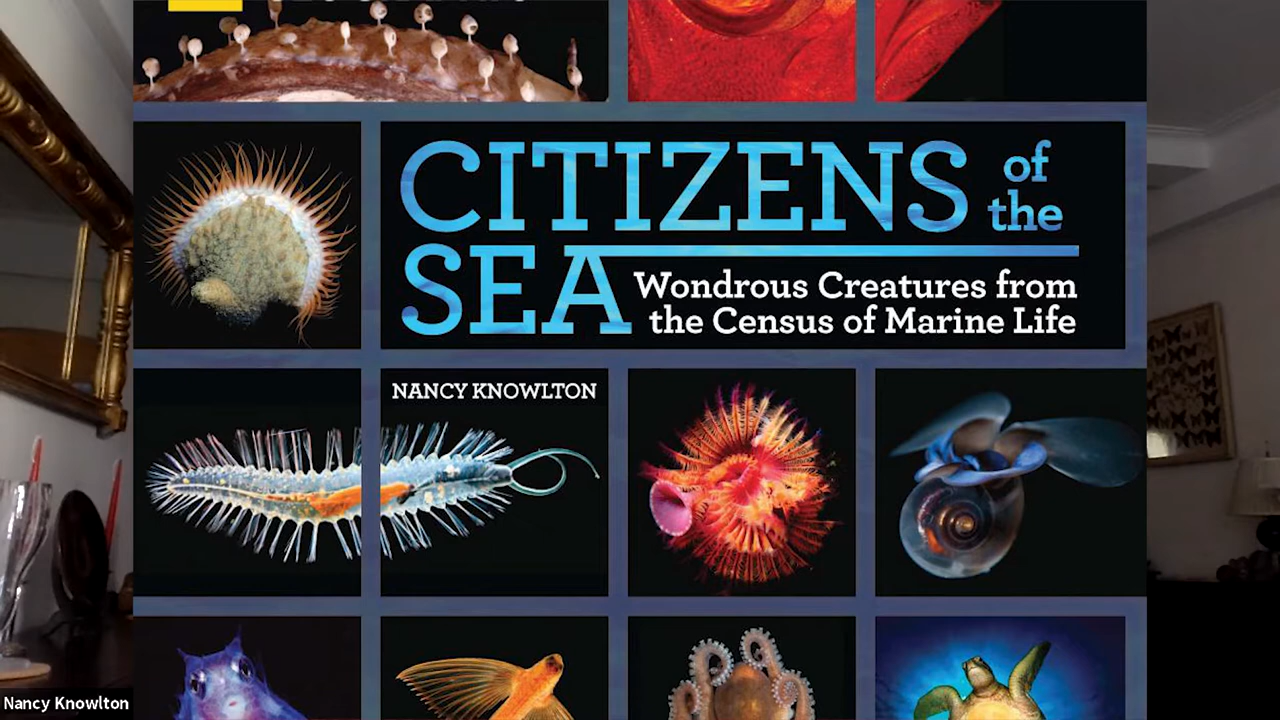 CITIZENS of the
SEA
Wondrous Creatures from
the Census of Marine Life
NANCY KNOWLTON
Nancy Knowlton